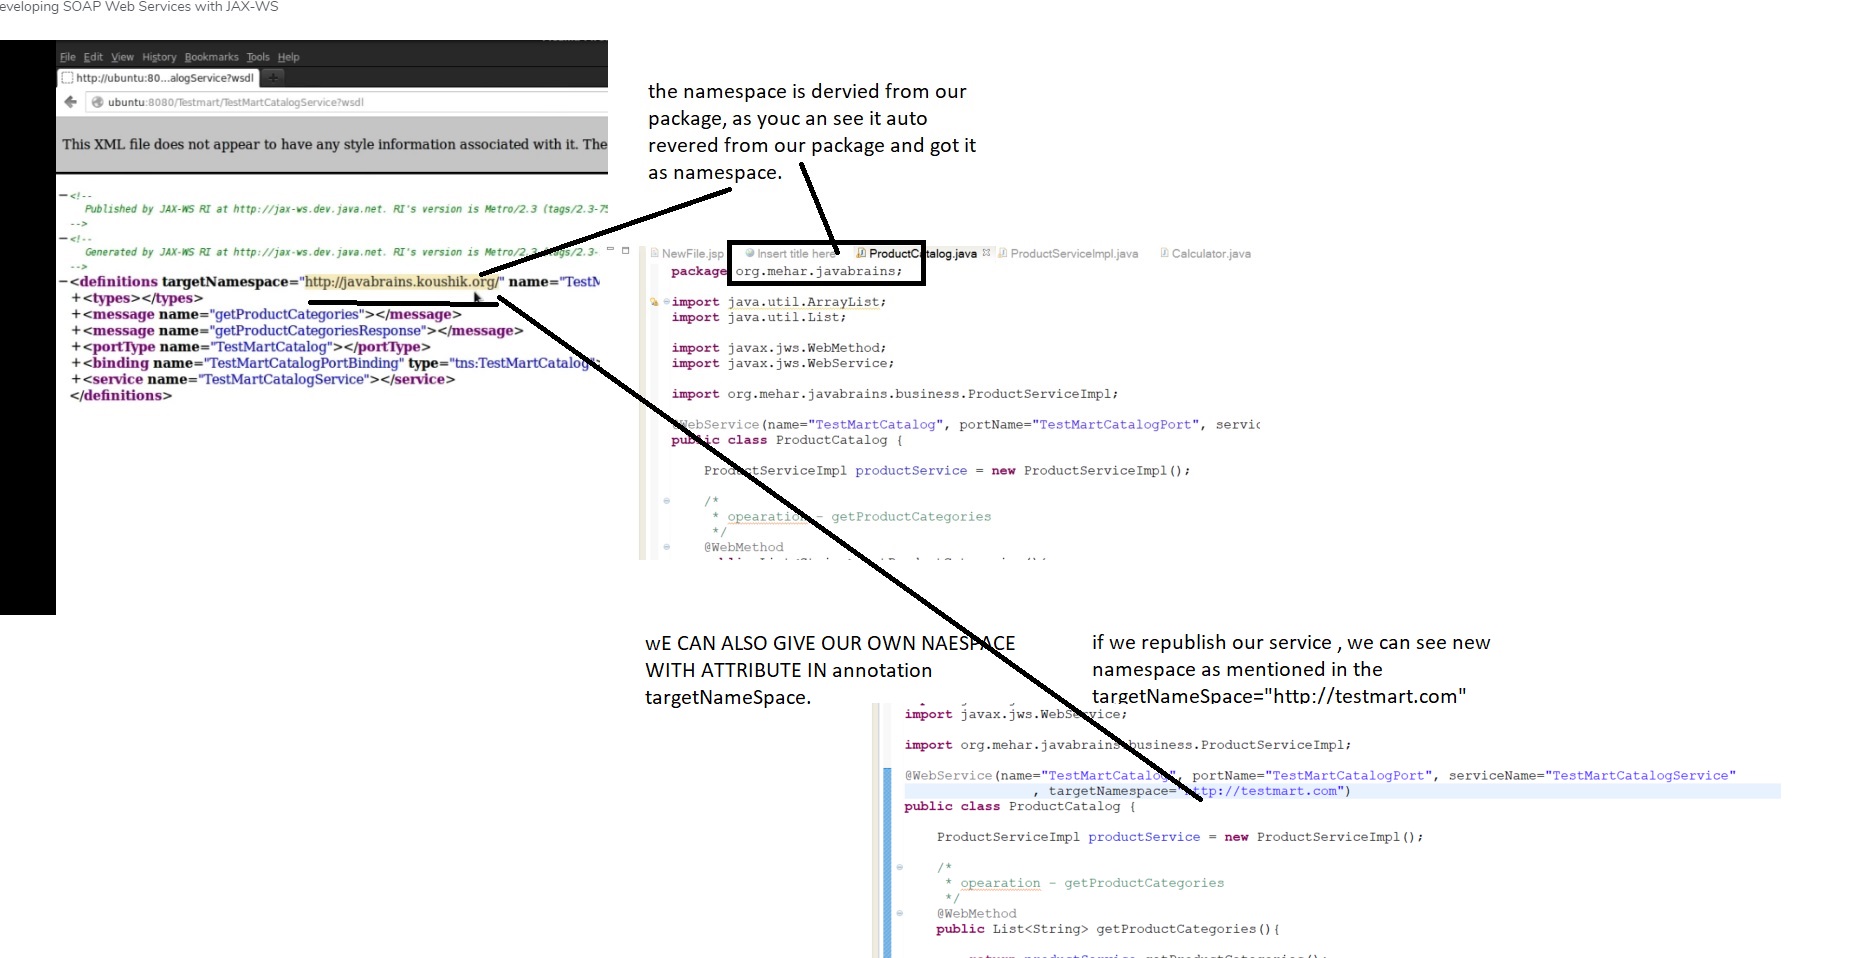 eveloping SOAP Web Services with JAX-WS
File Edit View History Bookmarks Tools Help
http://ubuntu:80...alogService?wsdl
ubuntu:8080/Testmart/TestMartCatalogService?wsdl
This XML file does not appear to have any style information associated with it. The
<!--
Published by JAX-WS RI at http://jax-ws.dev.java.net. RI's version is Metro/2.3 (tags/2.3-75
-->
<!--
Generated by JAX-WS RI at http://jax-ws.dev.java.net. RI's version is Metro/2.3 (tags/2.3-
-->
−<definitions targetNamespace="http://javabrains.koushik.org/" name="TestM
+<types></types>
+<message name="getProductCategories"></message>
+<message name="getProductCategoriesResponse"></message>
+<portType name="TestMartCatalog"></portType>
+<binding name="TestMartCatalogPortBinding" type="tns:TestMartCatalog">
+<service name="TestMartCatalogService"></service>
</definitions>
the namespace is dervied from our
package, as youc an see it auto
revered from our package and got it
as namespace.
NewFile.jsp Insert title here ProductCatalog.java ProductServiceImpl.java Calculator.java
package org.mehar.javabrains;
import java.util.ArrayList;
import java.util.List;
import javax.jws.WebMethod;
import javax.jws.WebService;
import org.mehar.javabrains.business.ProductServiceImpl;
@WebService(name="TestMartCatalog", portName="TestMartCatalogPort", servic
public class ProductCatalog {
ProductServiceImpl productService = new ProductServiceImpl();
/*
* opearation - getProductCategories
*/
@WebMethod
wE CAN ALSO GIVE OUR OWN NAESPACE
WITH ATTRIBUTE IN annotation
targetNameSpace.
if we republish our service , we can see new
namespace as mentioned in the
targetNameSpace="http://testmart.com"
import javax.jws.WebService;
import org.mehar.javabrains.business.ProductServiceImpl;
@WebService(name="TestMartCatalog", portName="TestMartCatalogPort", serviceName="TestMartCatalogService"
, targetNamespace="http://testmart.com")
public class ProductCatalog {
ProductServiceImpl productService = new ProductServiceImpl();
/*
* opearation - getProductCategories
*/
@WebMethod
public List<String> getProductCategories(){